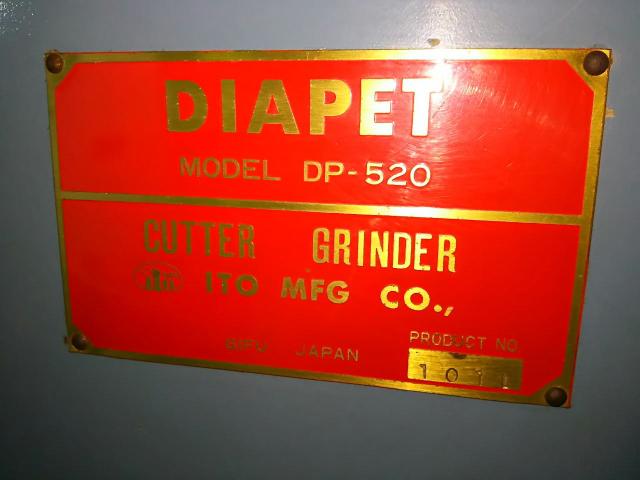 DIAPET
MODEL DP-520
CUTTER GRINDER
ITO MFG CO.,
GIFU JAPAN
PRODUCT NO.
1011